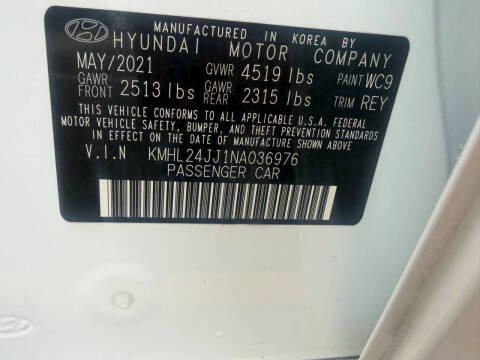 MANUFACTURED IN KOREA BY
HYUNDAI MOTOR COMPANY
MAY/2021 GVWR 4519 lbs PAINT WC9
GAWR FRONT 2513 lbs GAWR REAR 2315 lbs TRIM REY
THIS VEHICLE CONFORMS TO ALL APPLICABLE U.S.A. FEDERAL
MOTOR VEHICLE SAFETY, BUMPER, AND THEFT PREVENTION STANDARDS
IN EFFECT ON THE DATE OF MANUFACTURE SHOWN ABOVE.
V.I.N KMHL24JJ1NA036976
PASSENGER CAR